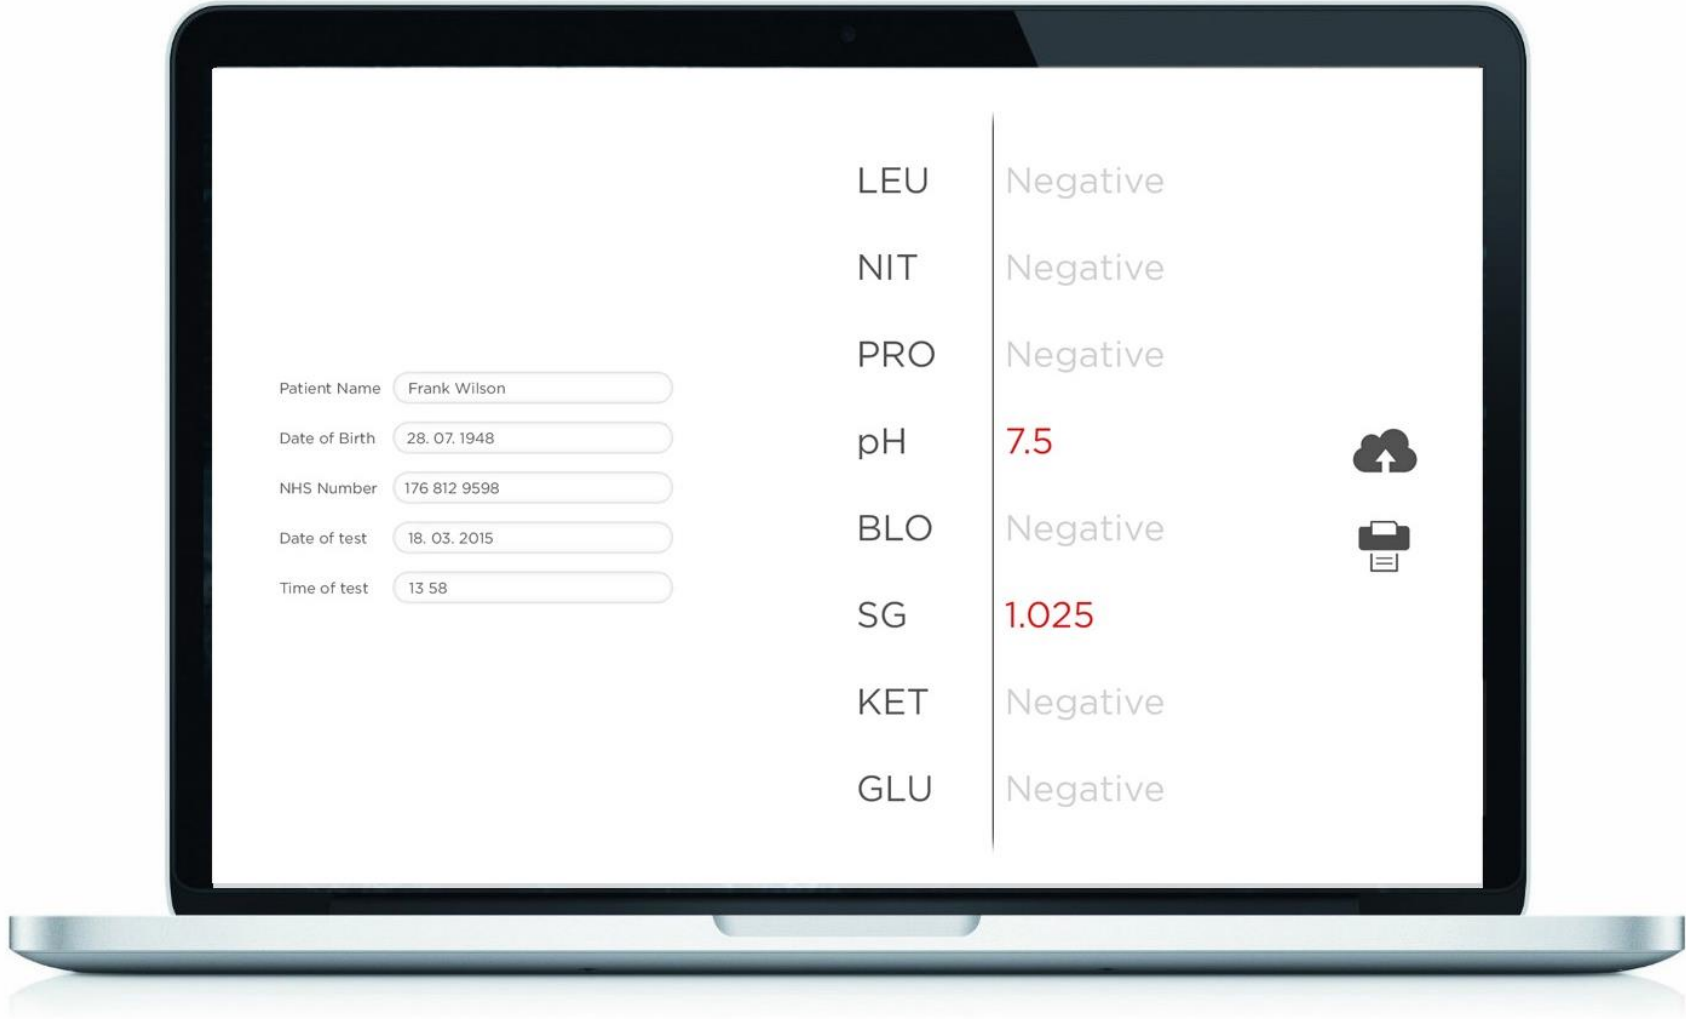 Patient Name Frank Wilson
Date of Birth 28. 07. 1948
NHS Number 176 812 9598
Date of test 18. 03. 2015
Time of test 13 58
LEU Negative
NIT Negative
PRO Negative
pH 7.5
BLO Negative
SG 1.025
KET Negative
GLU Negative